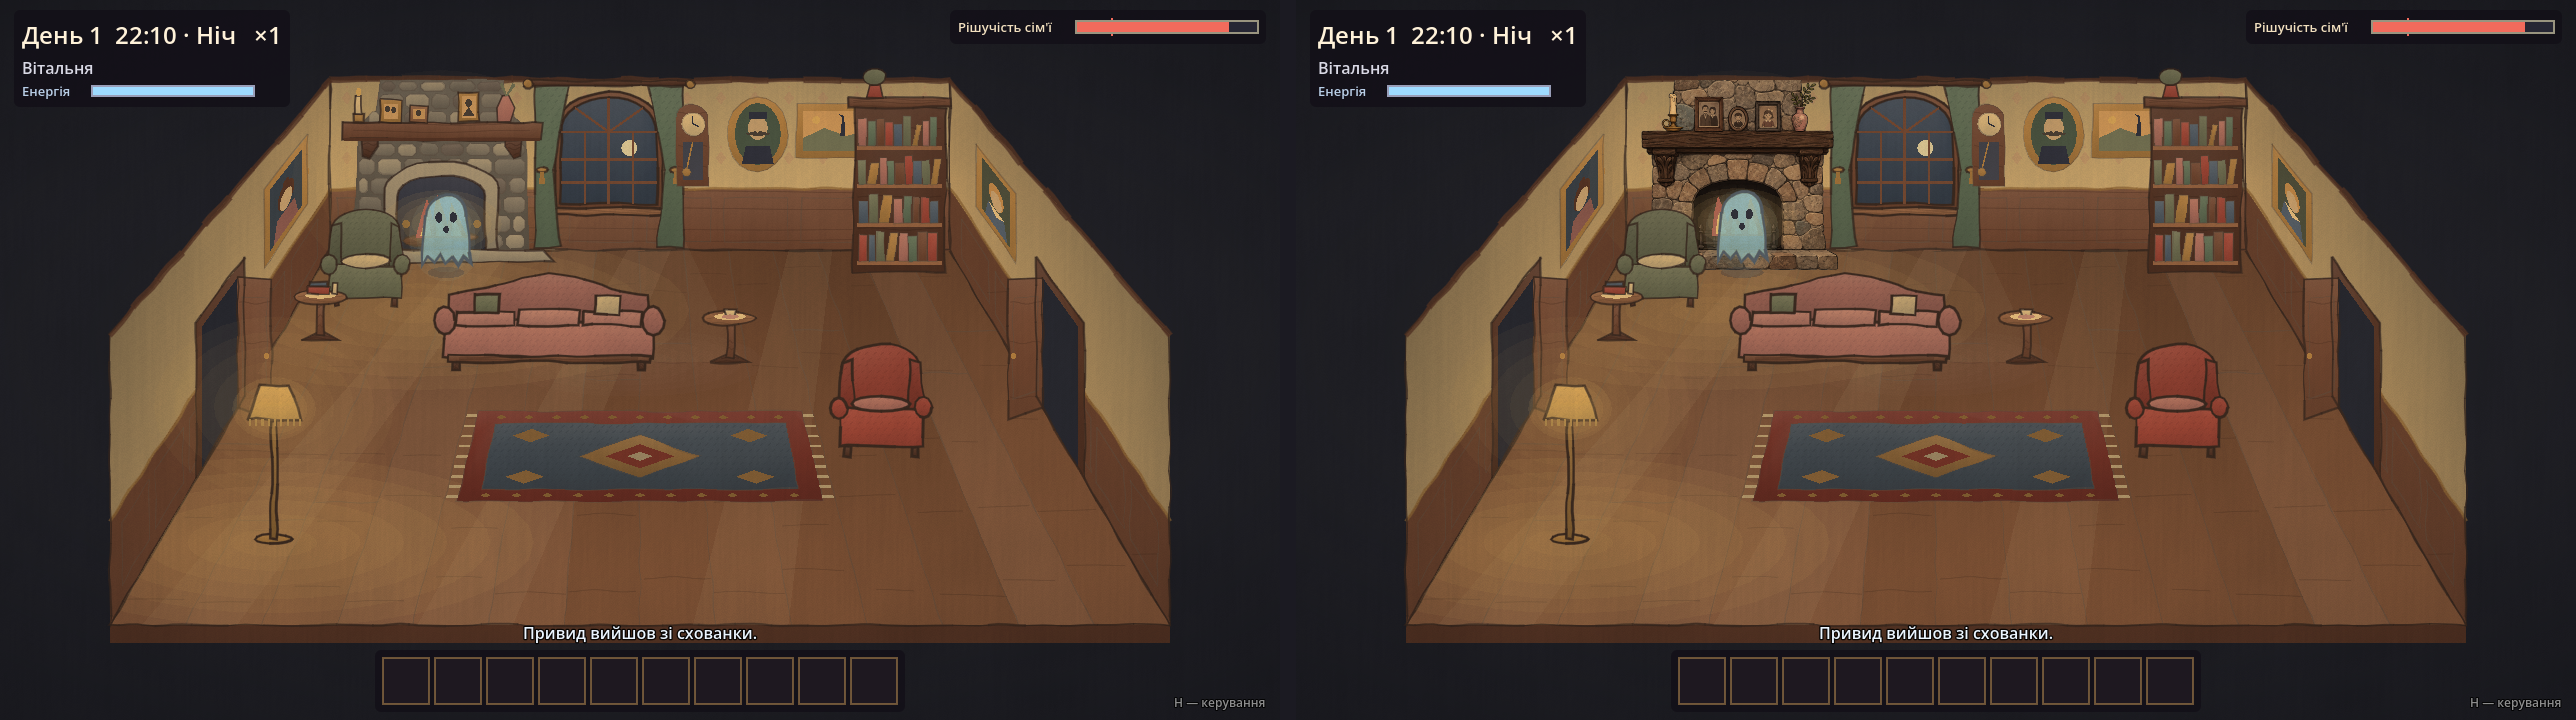 День 1 22:10 · Ніч ×1
Вітальня
Енергія
Рішучість сім'ї
Привид вийшов зі схованки.
Н — керування
День 1 22:10 · Ніч ×1
Вітальня
Енергія
Рішучість сім'ї
Привид вийшов зі схованки.
Н — керування